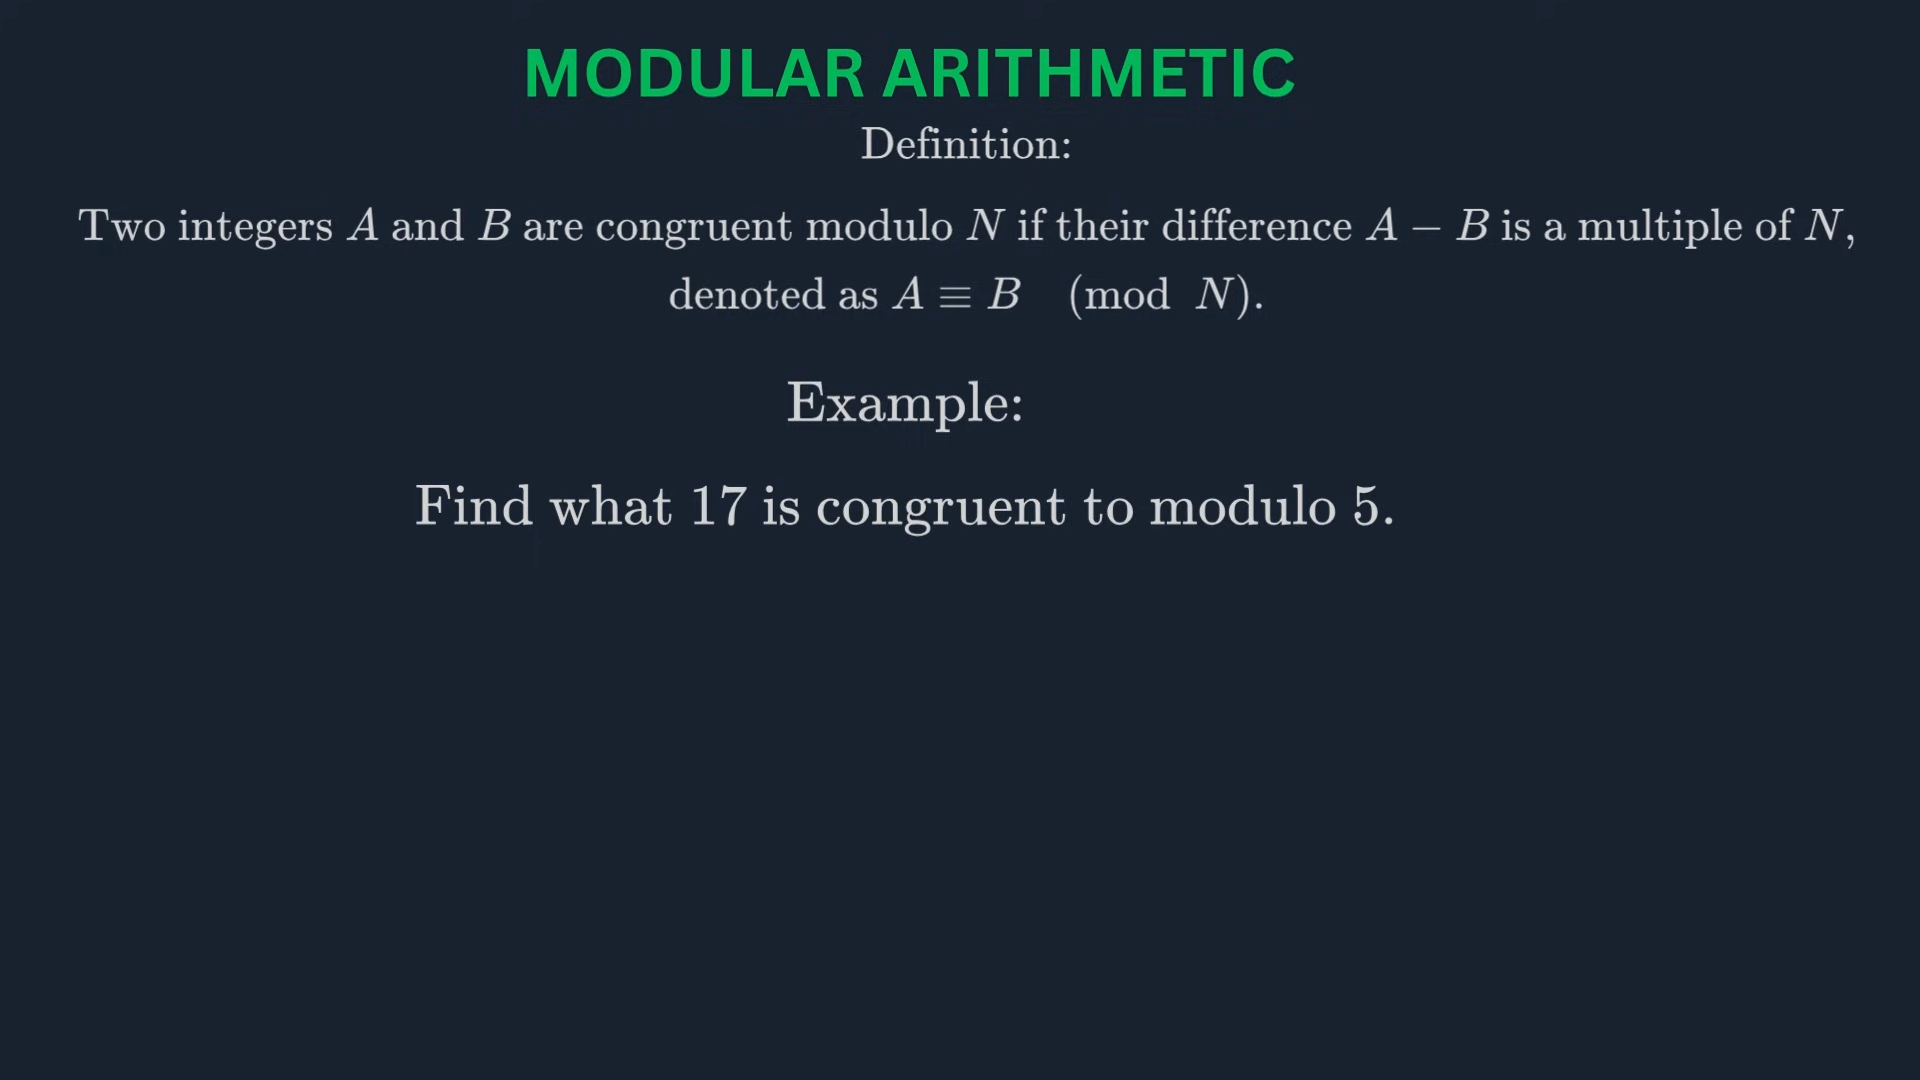 MODULAR ARITHMETIC
Definition:
Two integers A and B are congruent modulo N if their difference A − B is a multiple of N,
denoted as A ≡ B (mod N).
Example:
Find what 17 is congruent to modulo 5.